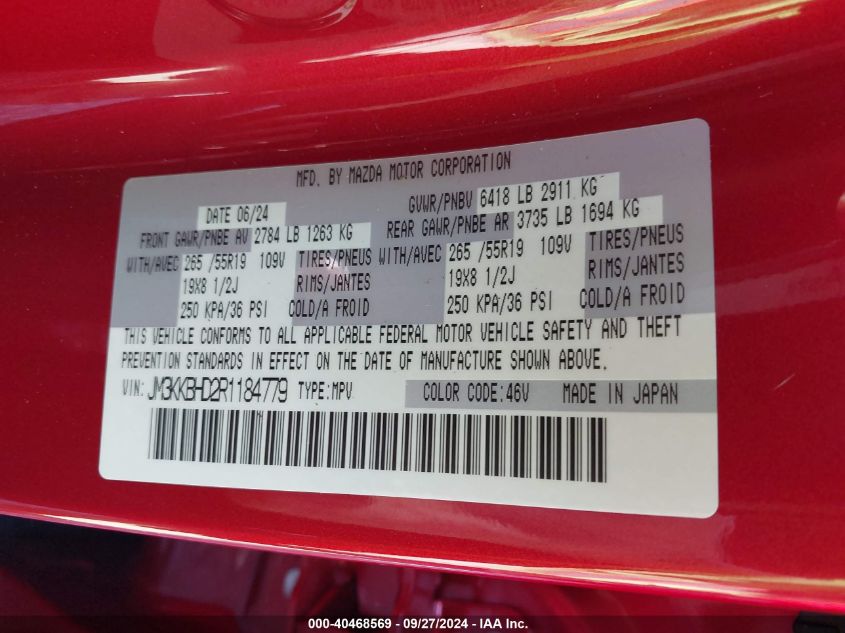 MFD. BY MAZDA MOTOR CORPORATION
DATE 06/24 GVWR/PNBV 6418 LB 2911 KG
FRONT GAWR/PNBE AV 2784 LB 1263 KG REAR GAWR/PNBE AR 3735 LB 1694 KG
WITH/AVEC 265 /55R19 109V TIRES/PNEUS WITH/AVEC 265 /55R19 109V TIRES/PNEUS
19X8 1/2J RIMS/JANTES 19X8 1/2J RIMS/JANTES
250 KPA/36 PSI COLD/A FROID 250 KPA/36 PSI COLD/A FROID
THIS VEHICLE CONFORMS TO ALL APPLICABLE FEDERAL MOTOR VEHICLE SAFETY AND THEFT
PREVENTION STANDARDS IN EFFECT ON THE DATE OF MANUFACTURE SHOWN ABOVE.
VIN: JM3KKBHD2R1184779 TYPE:MPV COLOR CODE:46V MADE IN JAPAN
000-40468569 - 09/27/2024 - IAA Inc.